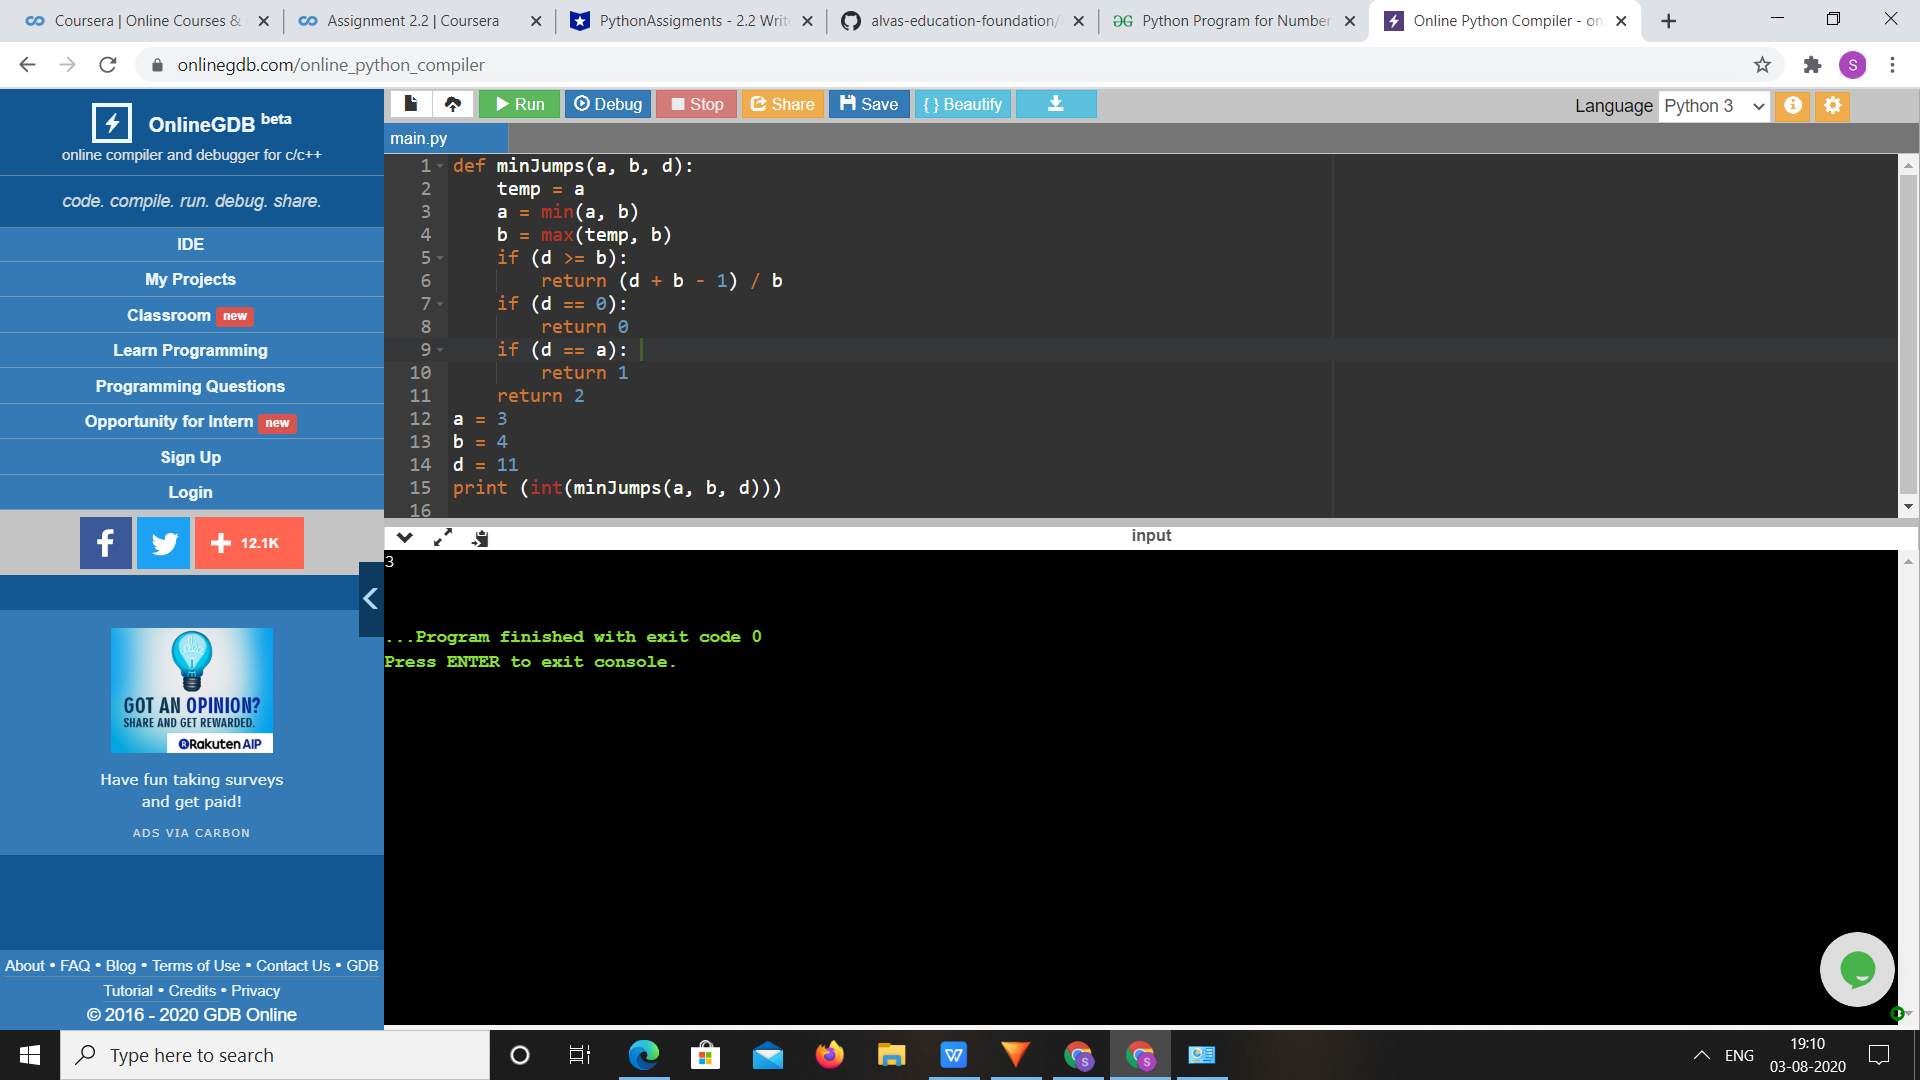 Coursera | Online Courses &
Assignment 2.2 | Coursera
PythonAssigments - 2.2 Write
alvas-education-foundation/
Python Program for Number
Online Python Compiler - on
onlinegdb.com/online_python_compiler
S
OnlineGDB beta
online compiler and debugger for c/c++
code. compile. run. debug. share.
IDE
My Projects
Classroom new
Learn Programming
Programming Questions
Opportunity for Intern new
Sign Up
Login
12.1K
GOT AN OPINION?
SHARE AND GET REWARDED.
Rakuten AIP
Have fun taking surveys
and get paid!
ADS VIA CARBON
About • FAQ • Blog • Terms of Use • Contact Us • GDB
Tutorial • Credits • Privacy
© 2016 - 2020 GDB Online
Run Debug Stop Share Save { } Beautify
Language Python 3
main.py
1 def minJumps(a, b, d):
2 temp = a
3 a = min(a, b)
4 b = max(temp, b)
5 if (d >= b):
6 return (d + b - 1) / b
7 if (d == 0):
8 return 0
9 if (d == a):
10 return 1
11 return 2
12 a = 3
13 b = 4
14 d = 11
15 print (int(minJumps(a, b, d)))
16
input
3
...Program finished with exit code 0
Press ENTER to exit console.
Type here to search
ENG
19:10
03-08-2020